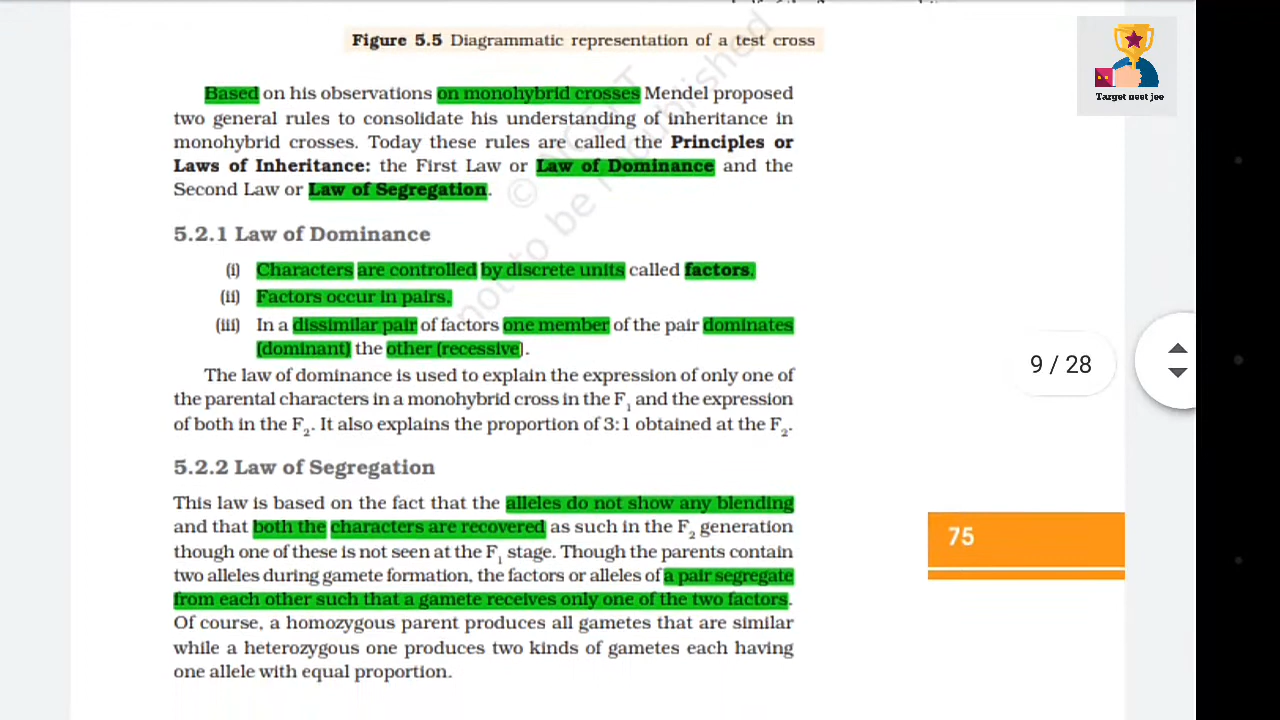 Figure 5.5 Diagrammatic representation of a test cross
Target neet jee
Based on his observations on monohybrid crosses Mendel proposed
two general rules to consolidate his understanding of inheritance in
monohybrid crosses. Today these rules are called the Principles or
Laws of Inheritance: the First Law or Law of Dominance and the
Second Law or Law of Segregation.
5.2.1 Law of Dominance
(i) Characters are controlled by discrete units called factors.
(ii) Factors occur in pairs.
(iii) In a dissimilar pair of factors one member of the pair dominates
(dominant) the other (recessive).
The law of dominance is used to explain the expression of only one of
the parental characters in a monohybrid cross in the F1 and the expression
of both in the F2. It also explains the proportion of 3:1 obtained at the F2.
9 / 28
5.2.2 Law of Segregation
This law is based on the fact that the alleles do not show any blending
and that both the characters are recovered as such in the F2 generation
though one of these is not seen at the F1 stage. Though the parents contain
two alleles during gamete formation, the factors or alleles of a pair segregate
from each other such that a gamete receives only one of the two factors.
Of course, a homozygous parent produces all gametes that are similar
while a heterozygous one produces two kinds of gametes each having
one allele with equal proportion.
75
© NCERT
not to be republished